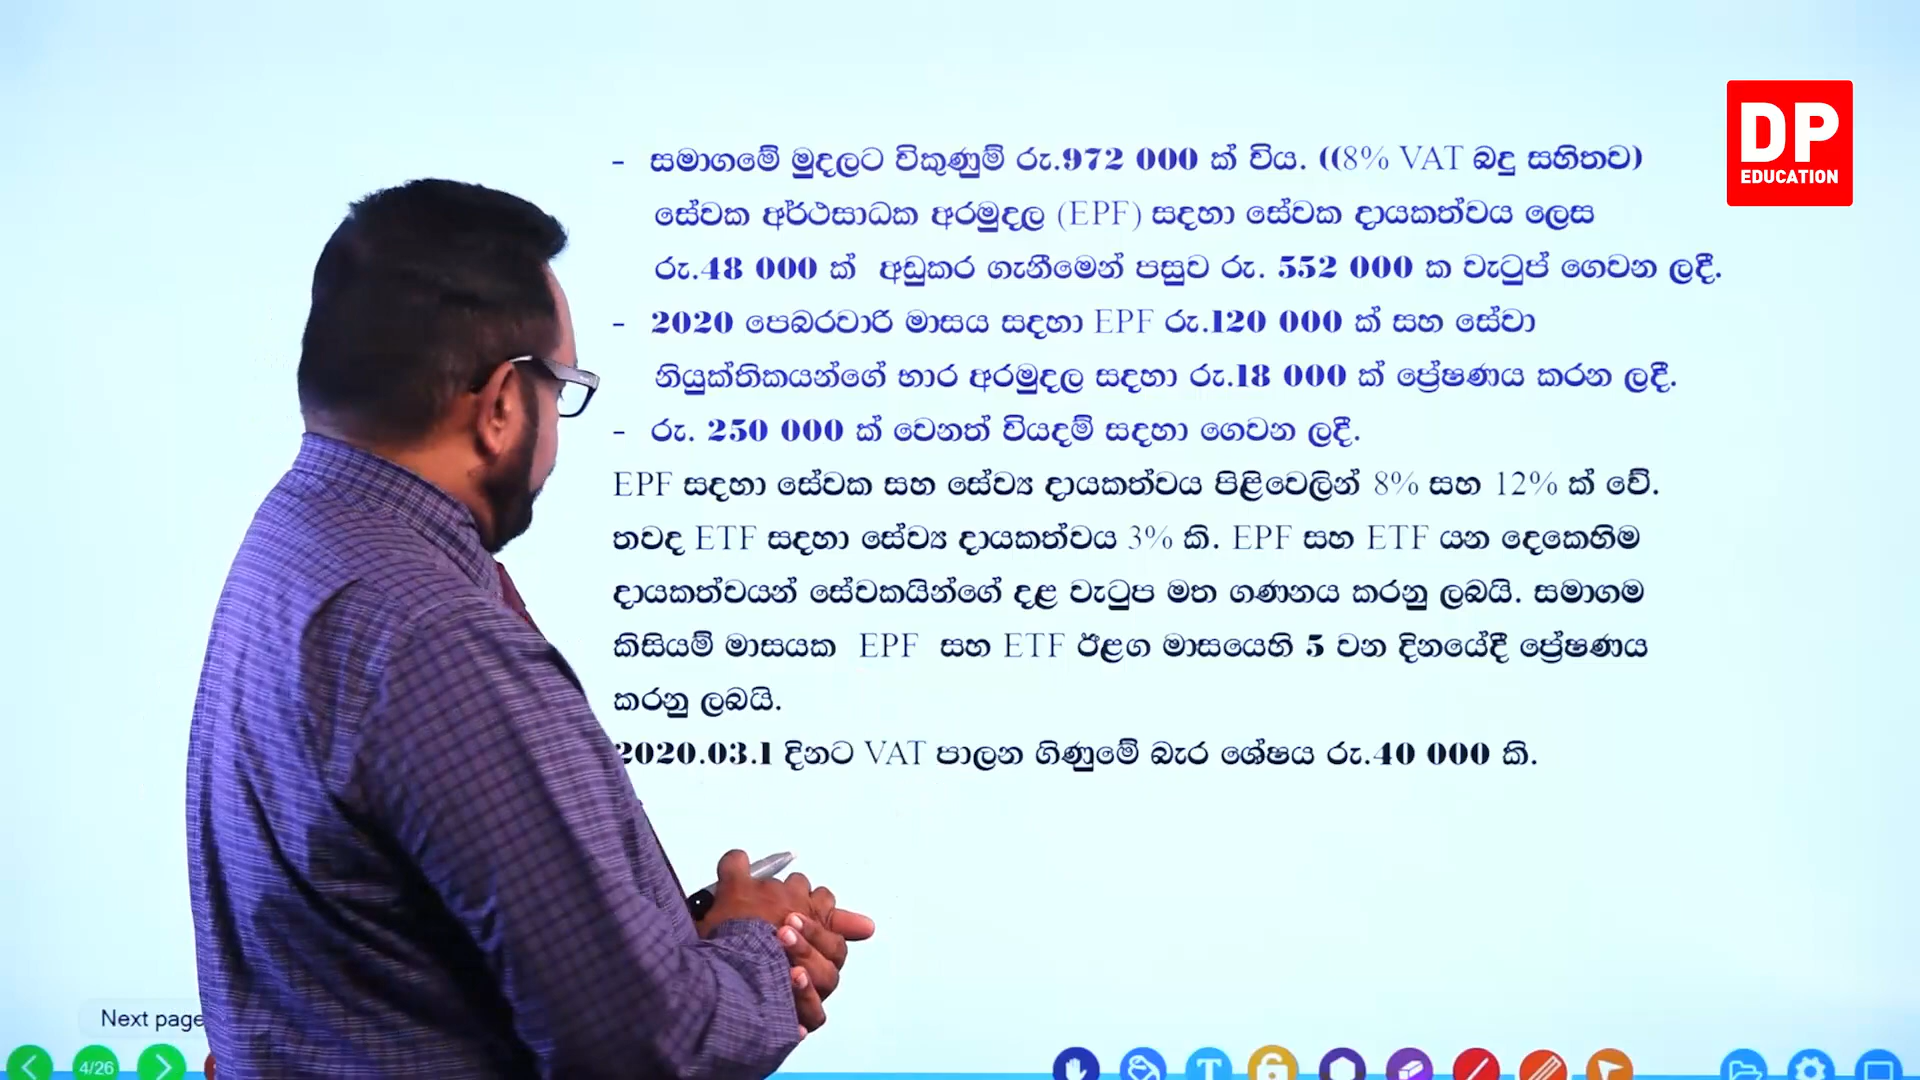 DP
EDUCATION
- සමාගමේ මුදලට විකුණුම් රු.972 000 ක් විය. ((8% VAT බදු සහිතව)
සේවක අර්ථසාධක අරමුදල (EPF) සඳහා සේවක දායකත්වය ලෙස
රු.48 000 ක් අඩුකර ගැනීමෙන් පසුව රු. 552 000 ක වැටුප් ගෙවන ලදී.
- 2020 පෙබරවාරි මාසය සඳහා EPF රු.120 000 ක් සහ සේවා
නියුක්තිකයන්ගේ භාර අරමුදල සඳහා රු.18 000 ක් ප්‍රේෂණය කරන ලදී.
- රු. 250 000 ක් වෙනත් වියදම් සඳහා ගෙවන ලදී.
EPF සඳහා සේවක සහ සේව්‍ය දායකත්වය පිළිවෙලින් 8% සහ 12% ක් වේ.
තවද ETF සඳහා සේව්‍ය දායකත්වය 3% කි. EPF සහ ETF යන දෙකෙහිම
දායකත්වයන් සේවකයින්ගේ දළ වැටුප මත ගණනය කරනු ලබයි. සමාගම
කිසියම් මාසයක EPF සහ ETF ඊළග මාසයෙහි 5 වන දිනයේදී ප්‍රේෂණය
කරනු ලබයි.
2020.03.1 දිනට VAT පාලන ගිණුමේ බැර ශේෂය රු.40 000 කි.
Next page
4/26